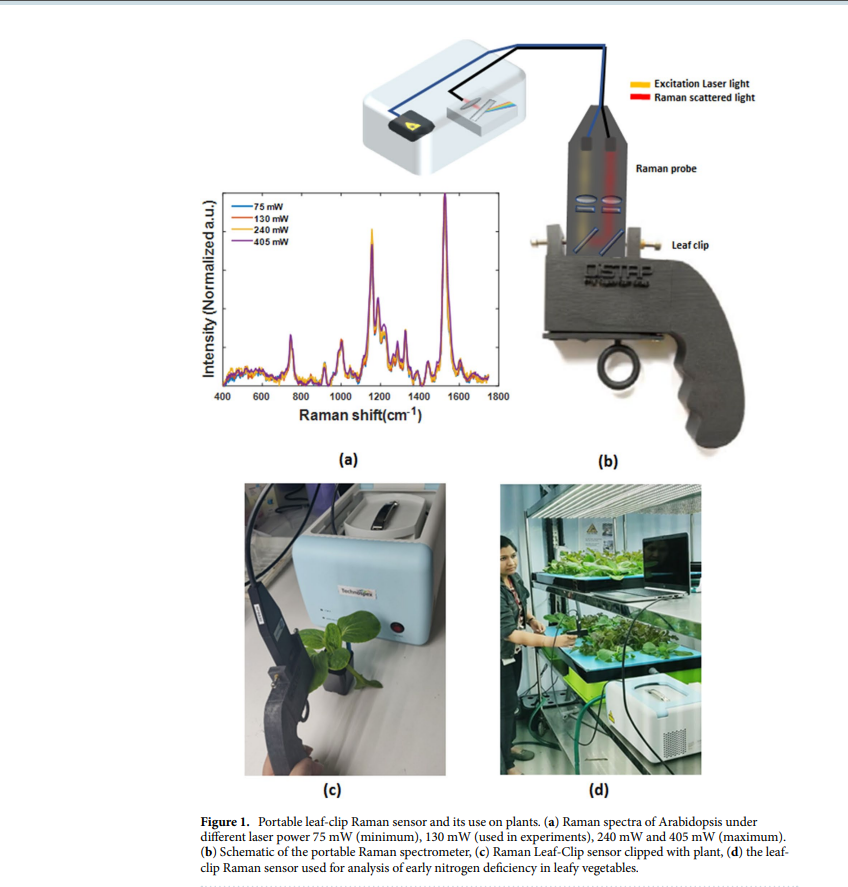 Excitation Laser light
Raman scattered light
Raman probe
Leaf clip
75 mW
130 mW
240 mW
405 mW
Intensity (Normalized a.u.)
400 600 800 1000 1200 1400 1600 1800
Raman shift(cm-1)
(a)
(b)
(c)
(d)
Figure 1. Portable leaf-clip Raman sensor and its use on plants. (a) Raman spectra of Arabidopsis under
different laser power 75 mW (minimum), 130 mW (used in experiments), 240 mW and 405 mW (maximum).
(b) Schematic of the portable Raman spectrometer, (c) Raman Leaf-Clip sensor clipped with plant, (d) the leaf-
clip Raman sensor used for analysis of early nitrogen deficiency in leafy vegetables.